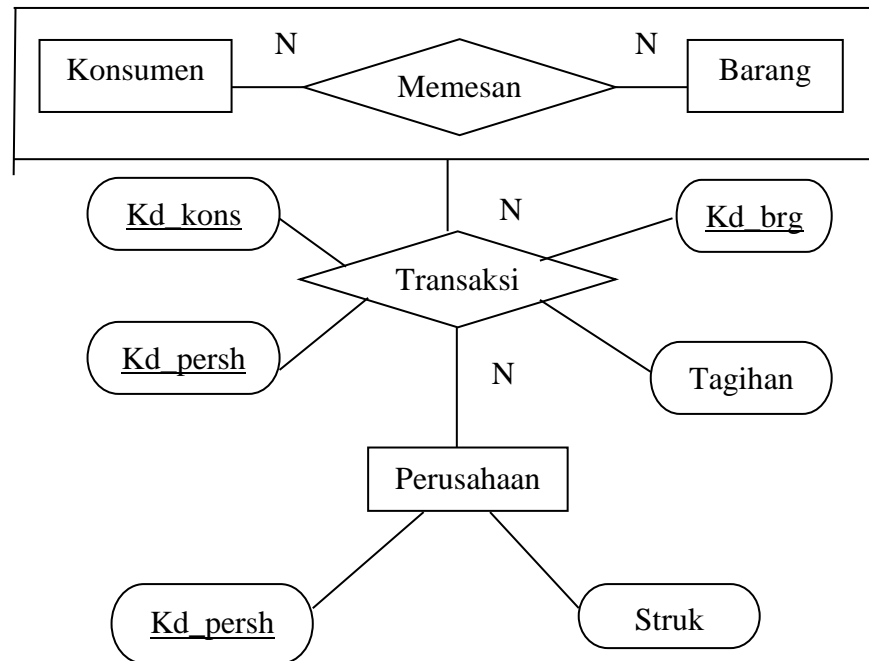 N
N
Konsumen
Memesan
Barang
Kd_kons
N
Kd_brg
Transaksi
Kd_persh
N
Tagihan
Perusahaan
Kd_persh
Struk